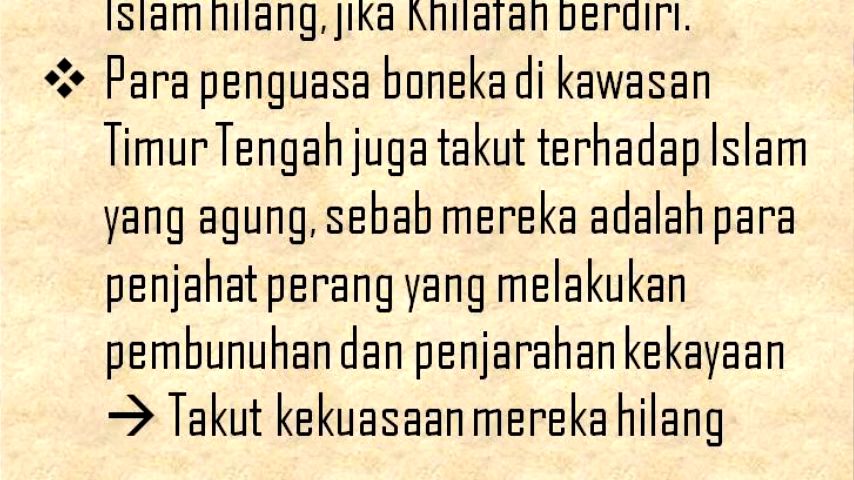 Islam hilang, jika Khilafah berdiri.
❖ Para penguasa boneka di kawasan
Timur Tengah juga takut terhadap Islam
yang agung, sebab mereka adalah para
penjahat perang yang melakukan
pembunuhan dan penjarahan kekayaan
→ Takut kekuasaan mereka hilang